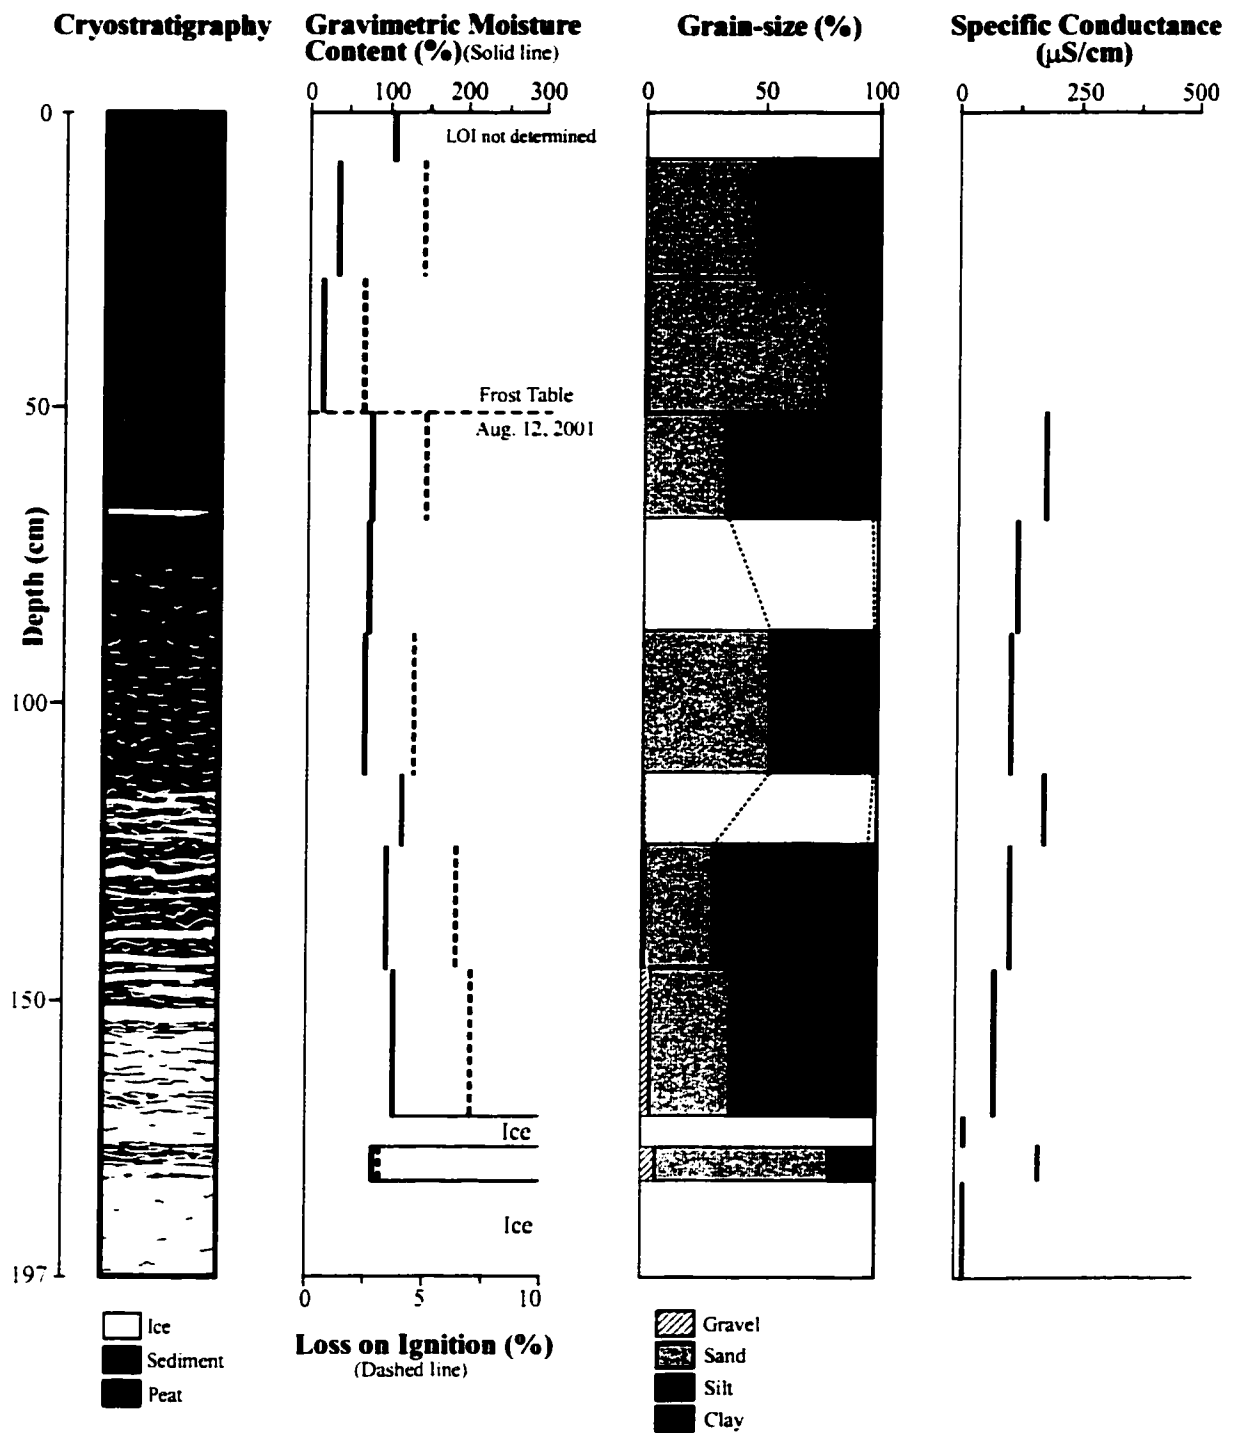 Cryostratigraphy
Gravimetric Moisture
Content (%)(Solid line)
Grain-size (%)
Specific Conductance
(µS/cm)
0 100 200 300
0 50 100
0 250 500
0
LOI not determined
50
Frost Table
Aug. 12, 2001
Depth (cm)
100
150
Ice
Ice
197
0 5 10
Loss on Ignition (%)
(Dashed line)
Ice
Sediment
Peat
Gravel
Sand
Silt
Clay